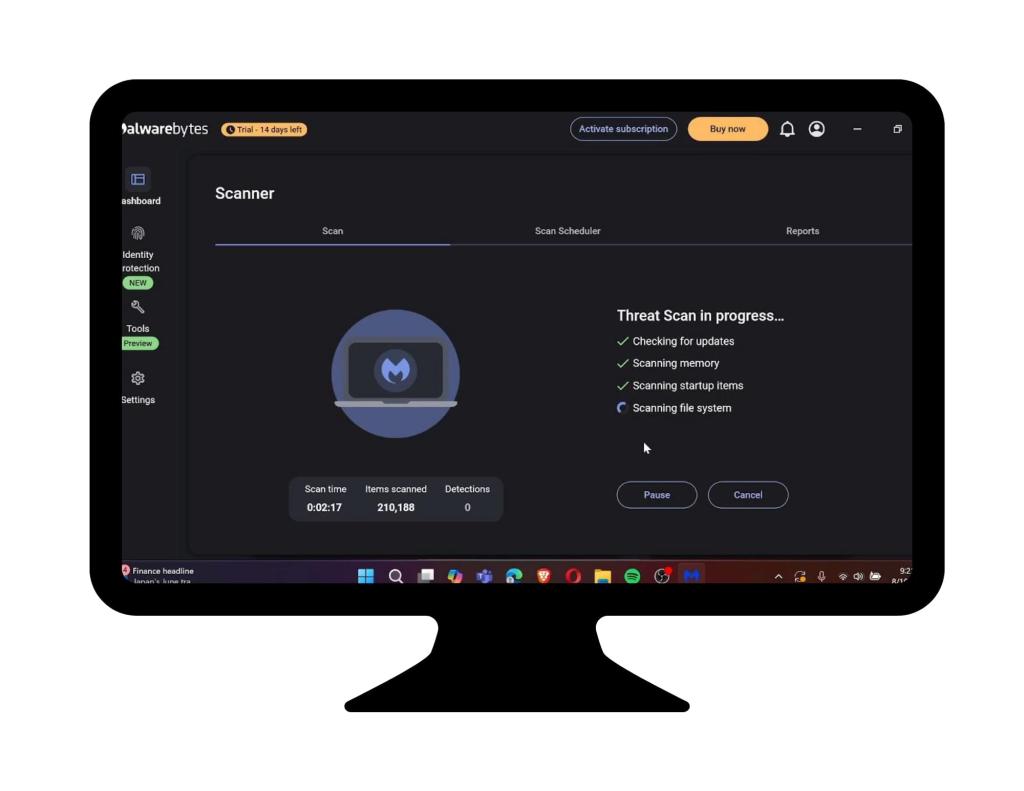 alwarebytes
Trial - 14 days left
Activate subscription
Buy now
ashboard
Identity
rotection
NEW
Tools
Preview
Settings
Scanner
Scan
Scan Scheduler
Reports
Threat Scan in progress...
Checking for updates
Scanning memory
Scanning startup items
Scanning file system
Scan time
Items scanned
Detections
0:02:17
210,188
0
Pause
Cancel
4
Finance headline
Japan's June tra
9:2
8/1